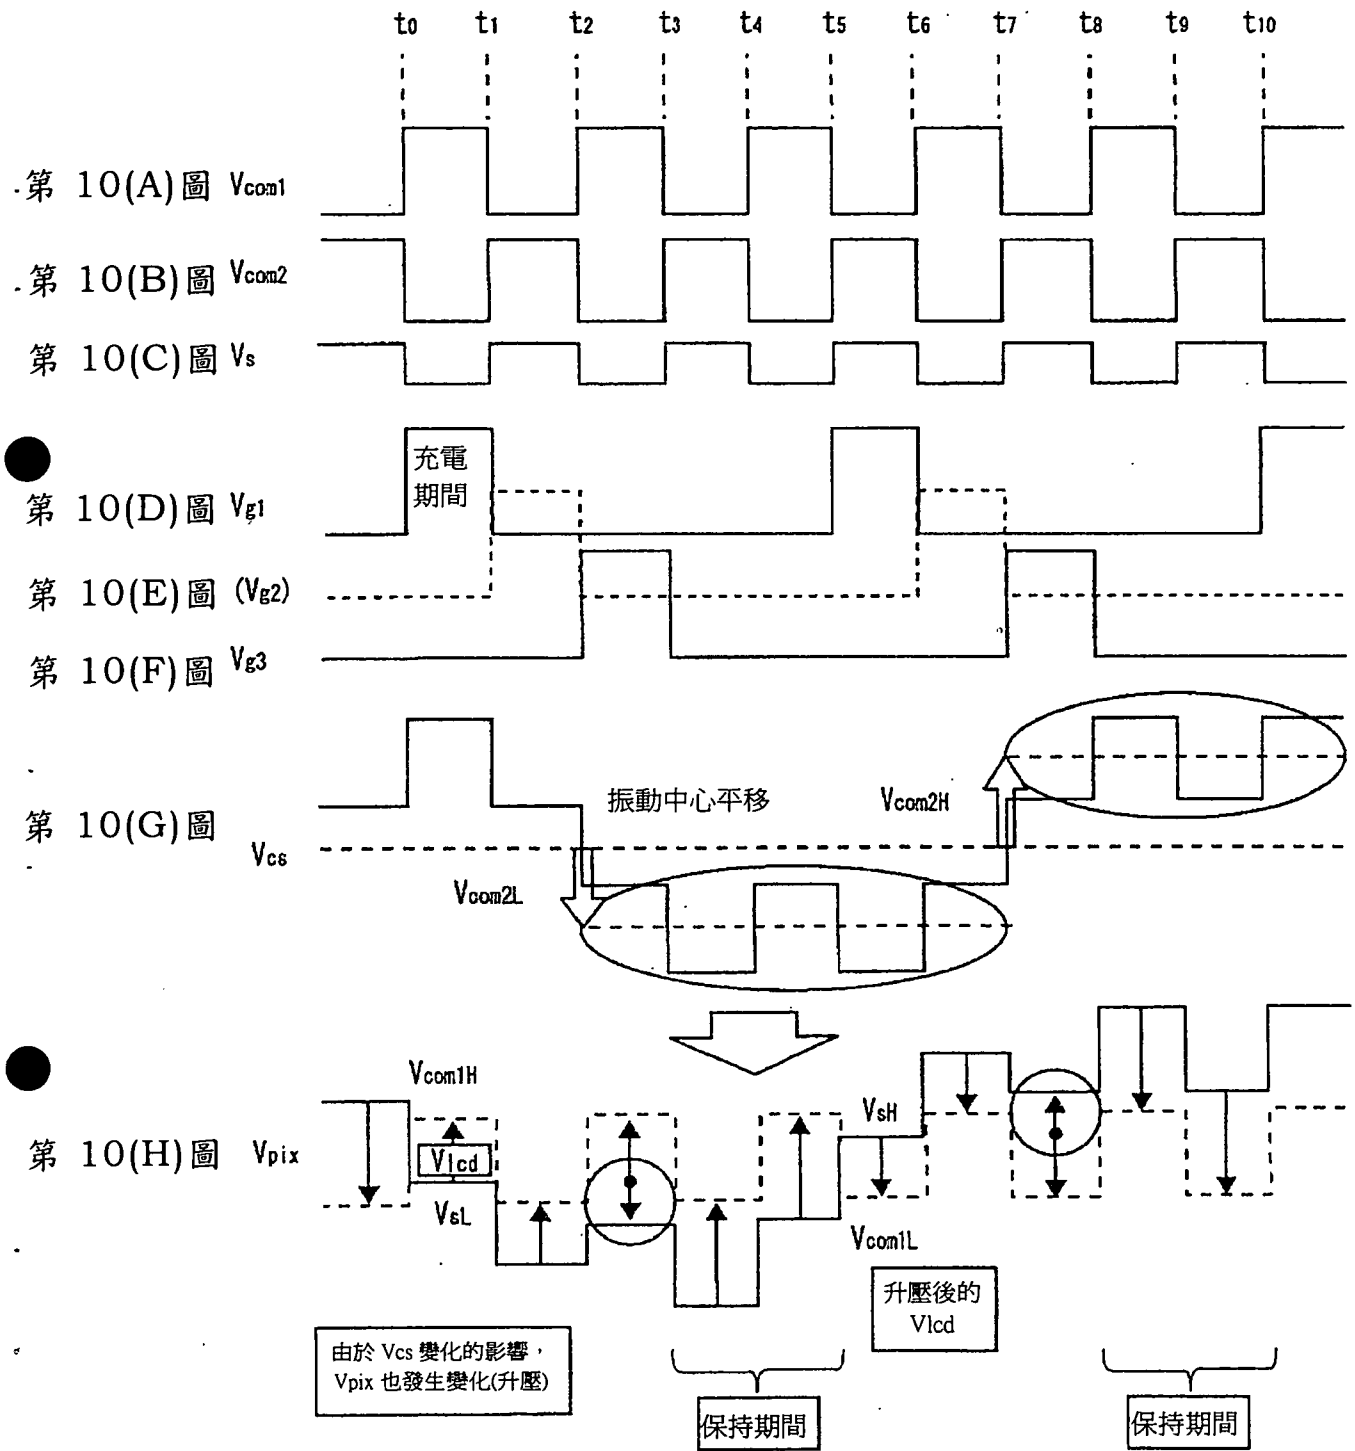 t0 t1 t2 t3 t4 t5 t6 t7 t8 t9 t10
第 10(A)圖 Vcom1
第 10(B)圖 Vcom2
第 10(C)圖 Vs
充電
期間
第 10(D)圖 Vg1
第 10(E)圖 (Vg2)
第 10(F)圖 Vg3
振動中心平移
Vcom2H
第 10(G)圖
Vcs
Vcom2L
Vcom1H
VsH
第 10(H)圖 Vpix
Vlcd
VsL
Vcom1L
升壓後的
Vlcd
由於 Vcs 變化的影響,
Vpix 也發生變化(升壓)
保持期間
保持期間